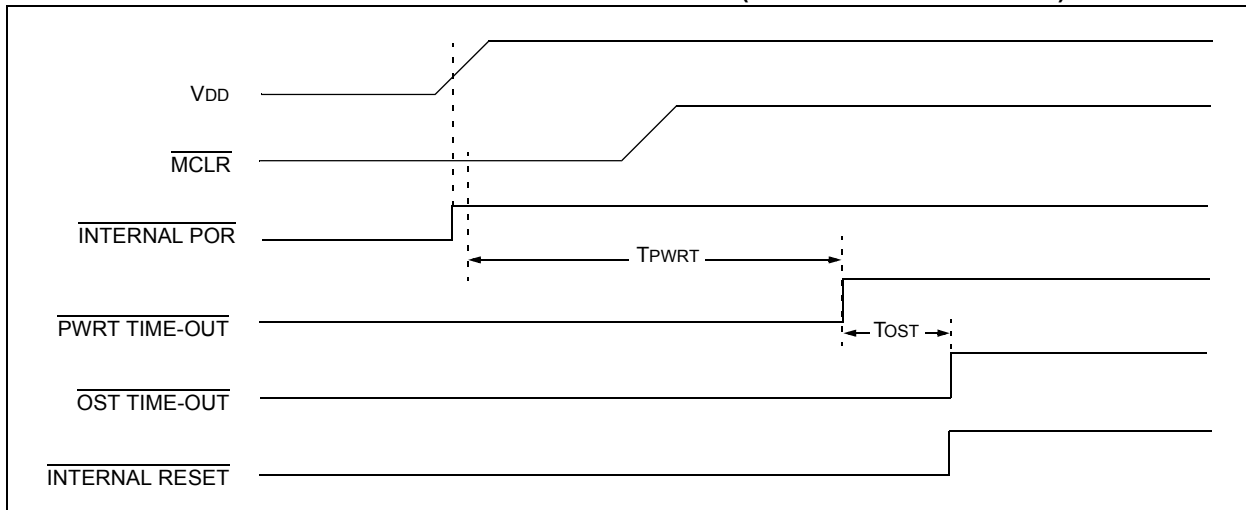 VDD
MCLR
INTERNAL POR
TPWRT
PWRT TIME-OUT
TOST
OST TIME-OUT
INTERNAL RESET